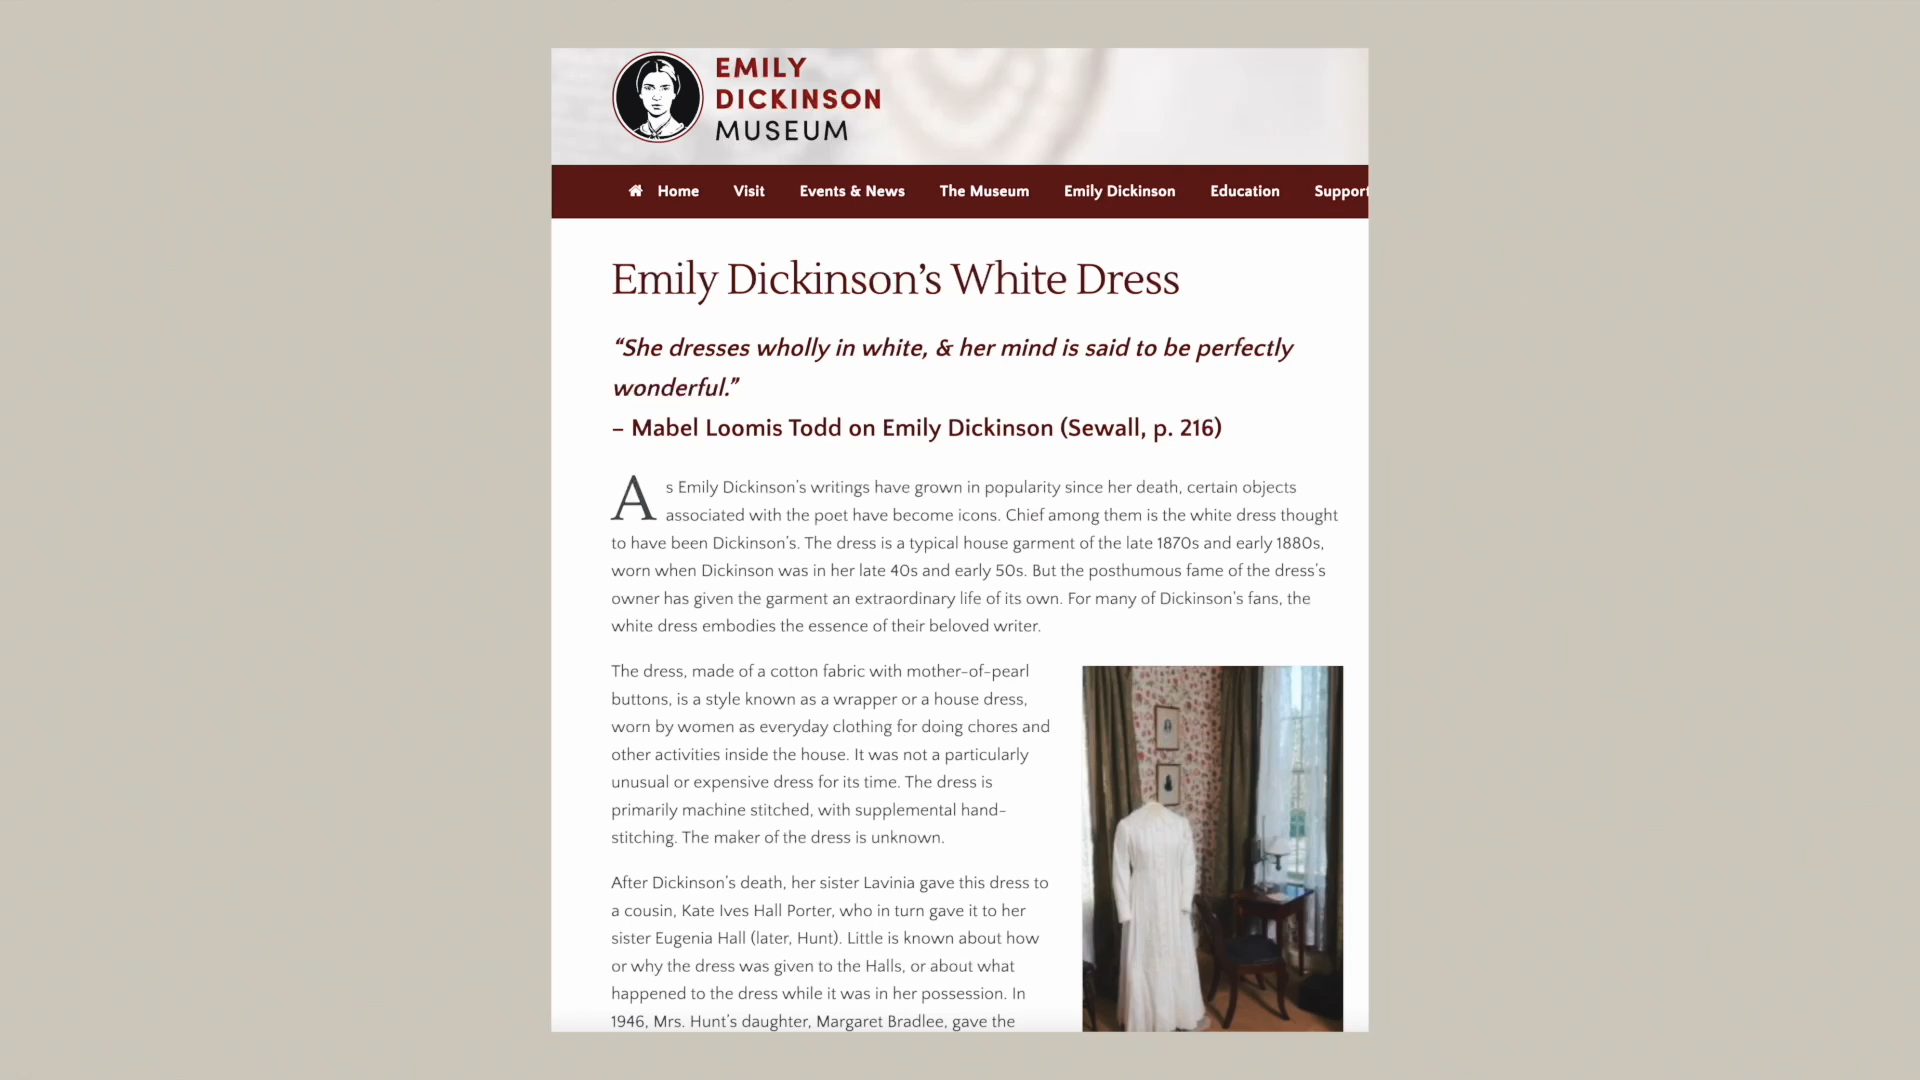 EMILY
DICKINSON
MUSEUM
Home Visit Events & News The Museum Emily Dickinson Education Support
Emily Dickinson’s White Dress
“She dresses wholly in white, & her mind is said to be perfectly
wonderful.”
– Mabel Loomis Todd on Emily Dickinson (Sewall, p. 216)
As Emily Dickinson’s writings have grown in popularity since her death, certain objects
associated with the poet have become icons. Chief among them is the white dress thought
to have been Dickinson’s. The dress is a typical house garment of the late 1870s and early 1880s,
worn when Dickinson was in her late 40s and early 50s. But the posthumous fame of the dress’s
owner has given the garment an extraordinary life of its own. For many of Dickinson’s fans, the
white dress embodies the essence of their beloved writer.
The dress, made of a cotton fabric with mother-of-pearl
buttons, is a style known as a wrapper or a house dress,
worn by women as everyday clothing for doing chores and
other activities inside the house. It was not a particularly
unusual or expensive dress for its time. The dress is
primarily machine stitched, with supplemental hand-
stitching. The maker of the dress is unknown.
After Dickinson’s death, her sister Lavinia gave this dress to
a cousin, Kate Ives Hall Porter, who in turn gave it to her
sister Eugenia Hall (later, Hunt). Little is known about how
or why the dress was given to the Halls, or about what
happened to the dress while it was in her possession. In
1946, Mrs. Hunt’s daughter, Margaret Bradlee, gave the